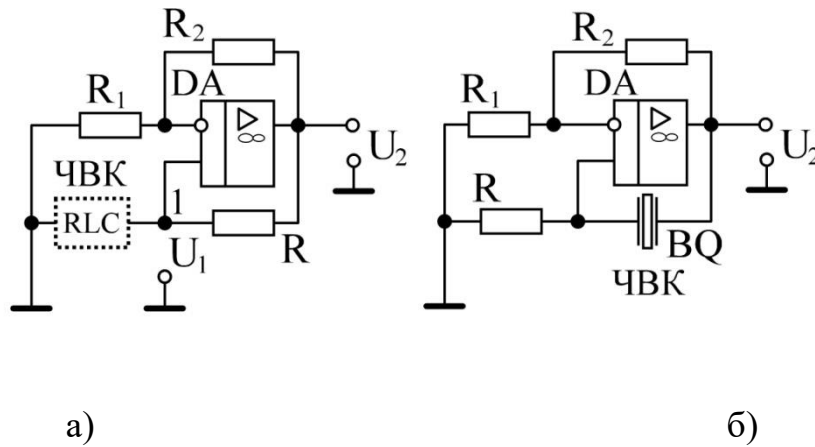 R₂
DA
R₁
▷
∞
U₂
ЧВК
RLC
1
U₁
R
R₂
DA
R₁
▷
∞
U₂
R
BQ
ЧВК
а)
б)